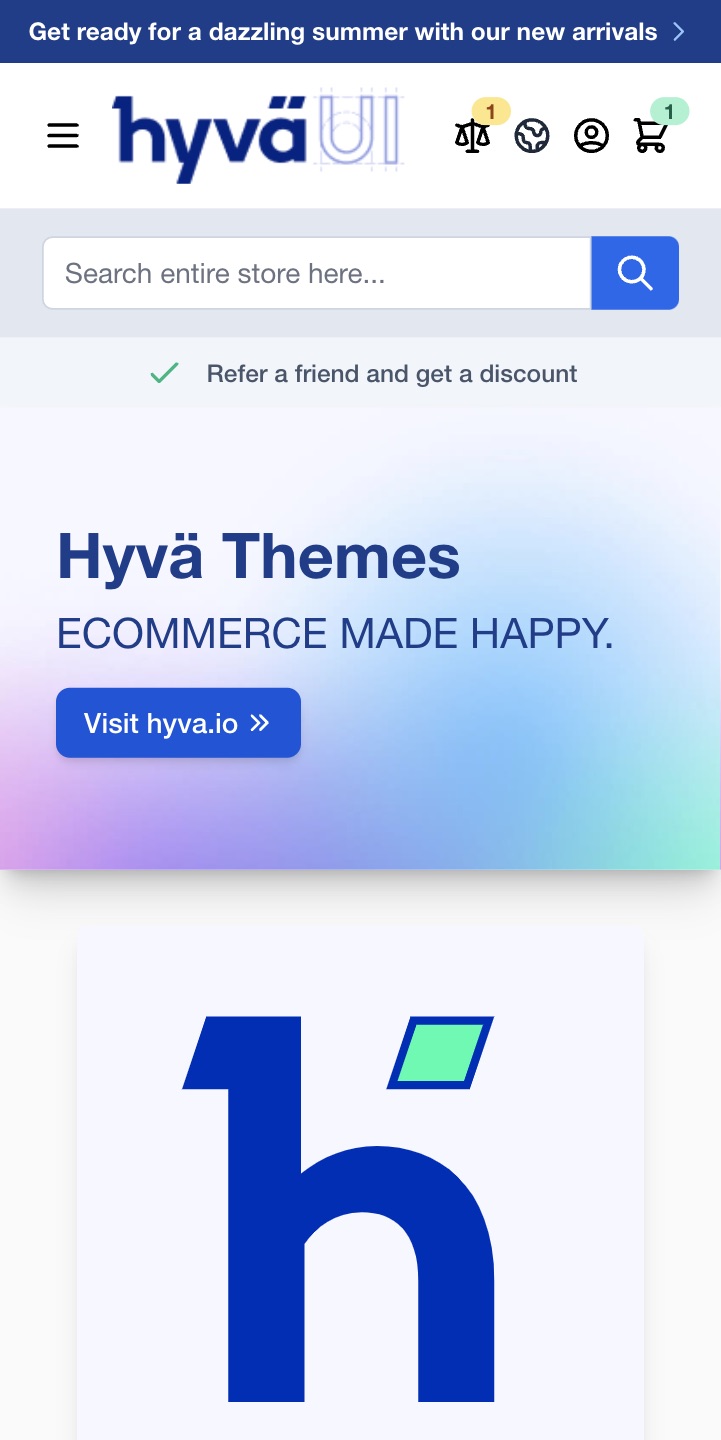 Get ready for a dazzling summer with our new arrivals
hyväUI
1
1
Search entire store here...
Refer a friend and get a discount
Hyvä Themes
ECOMMERCE MADE HAPPY.
Visit hyva.io
h